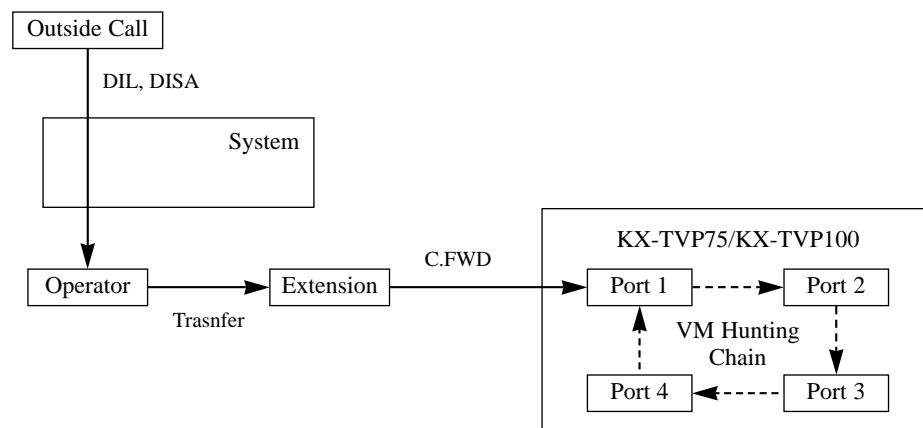 Outside Call
DIL, DISA
System
KX-TVP75/KX-TVP100
C.FWD
Operator
Extension
Port 1
Port 2
Trasnfer
VM Hunting
Chain
Port 4
Port 3